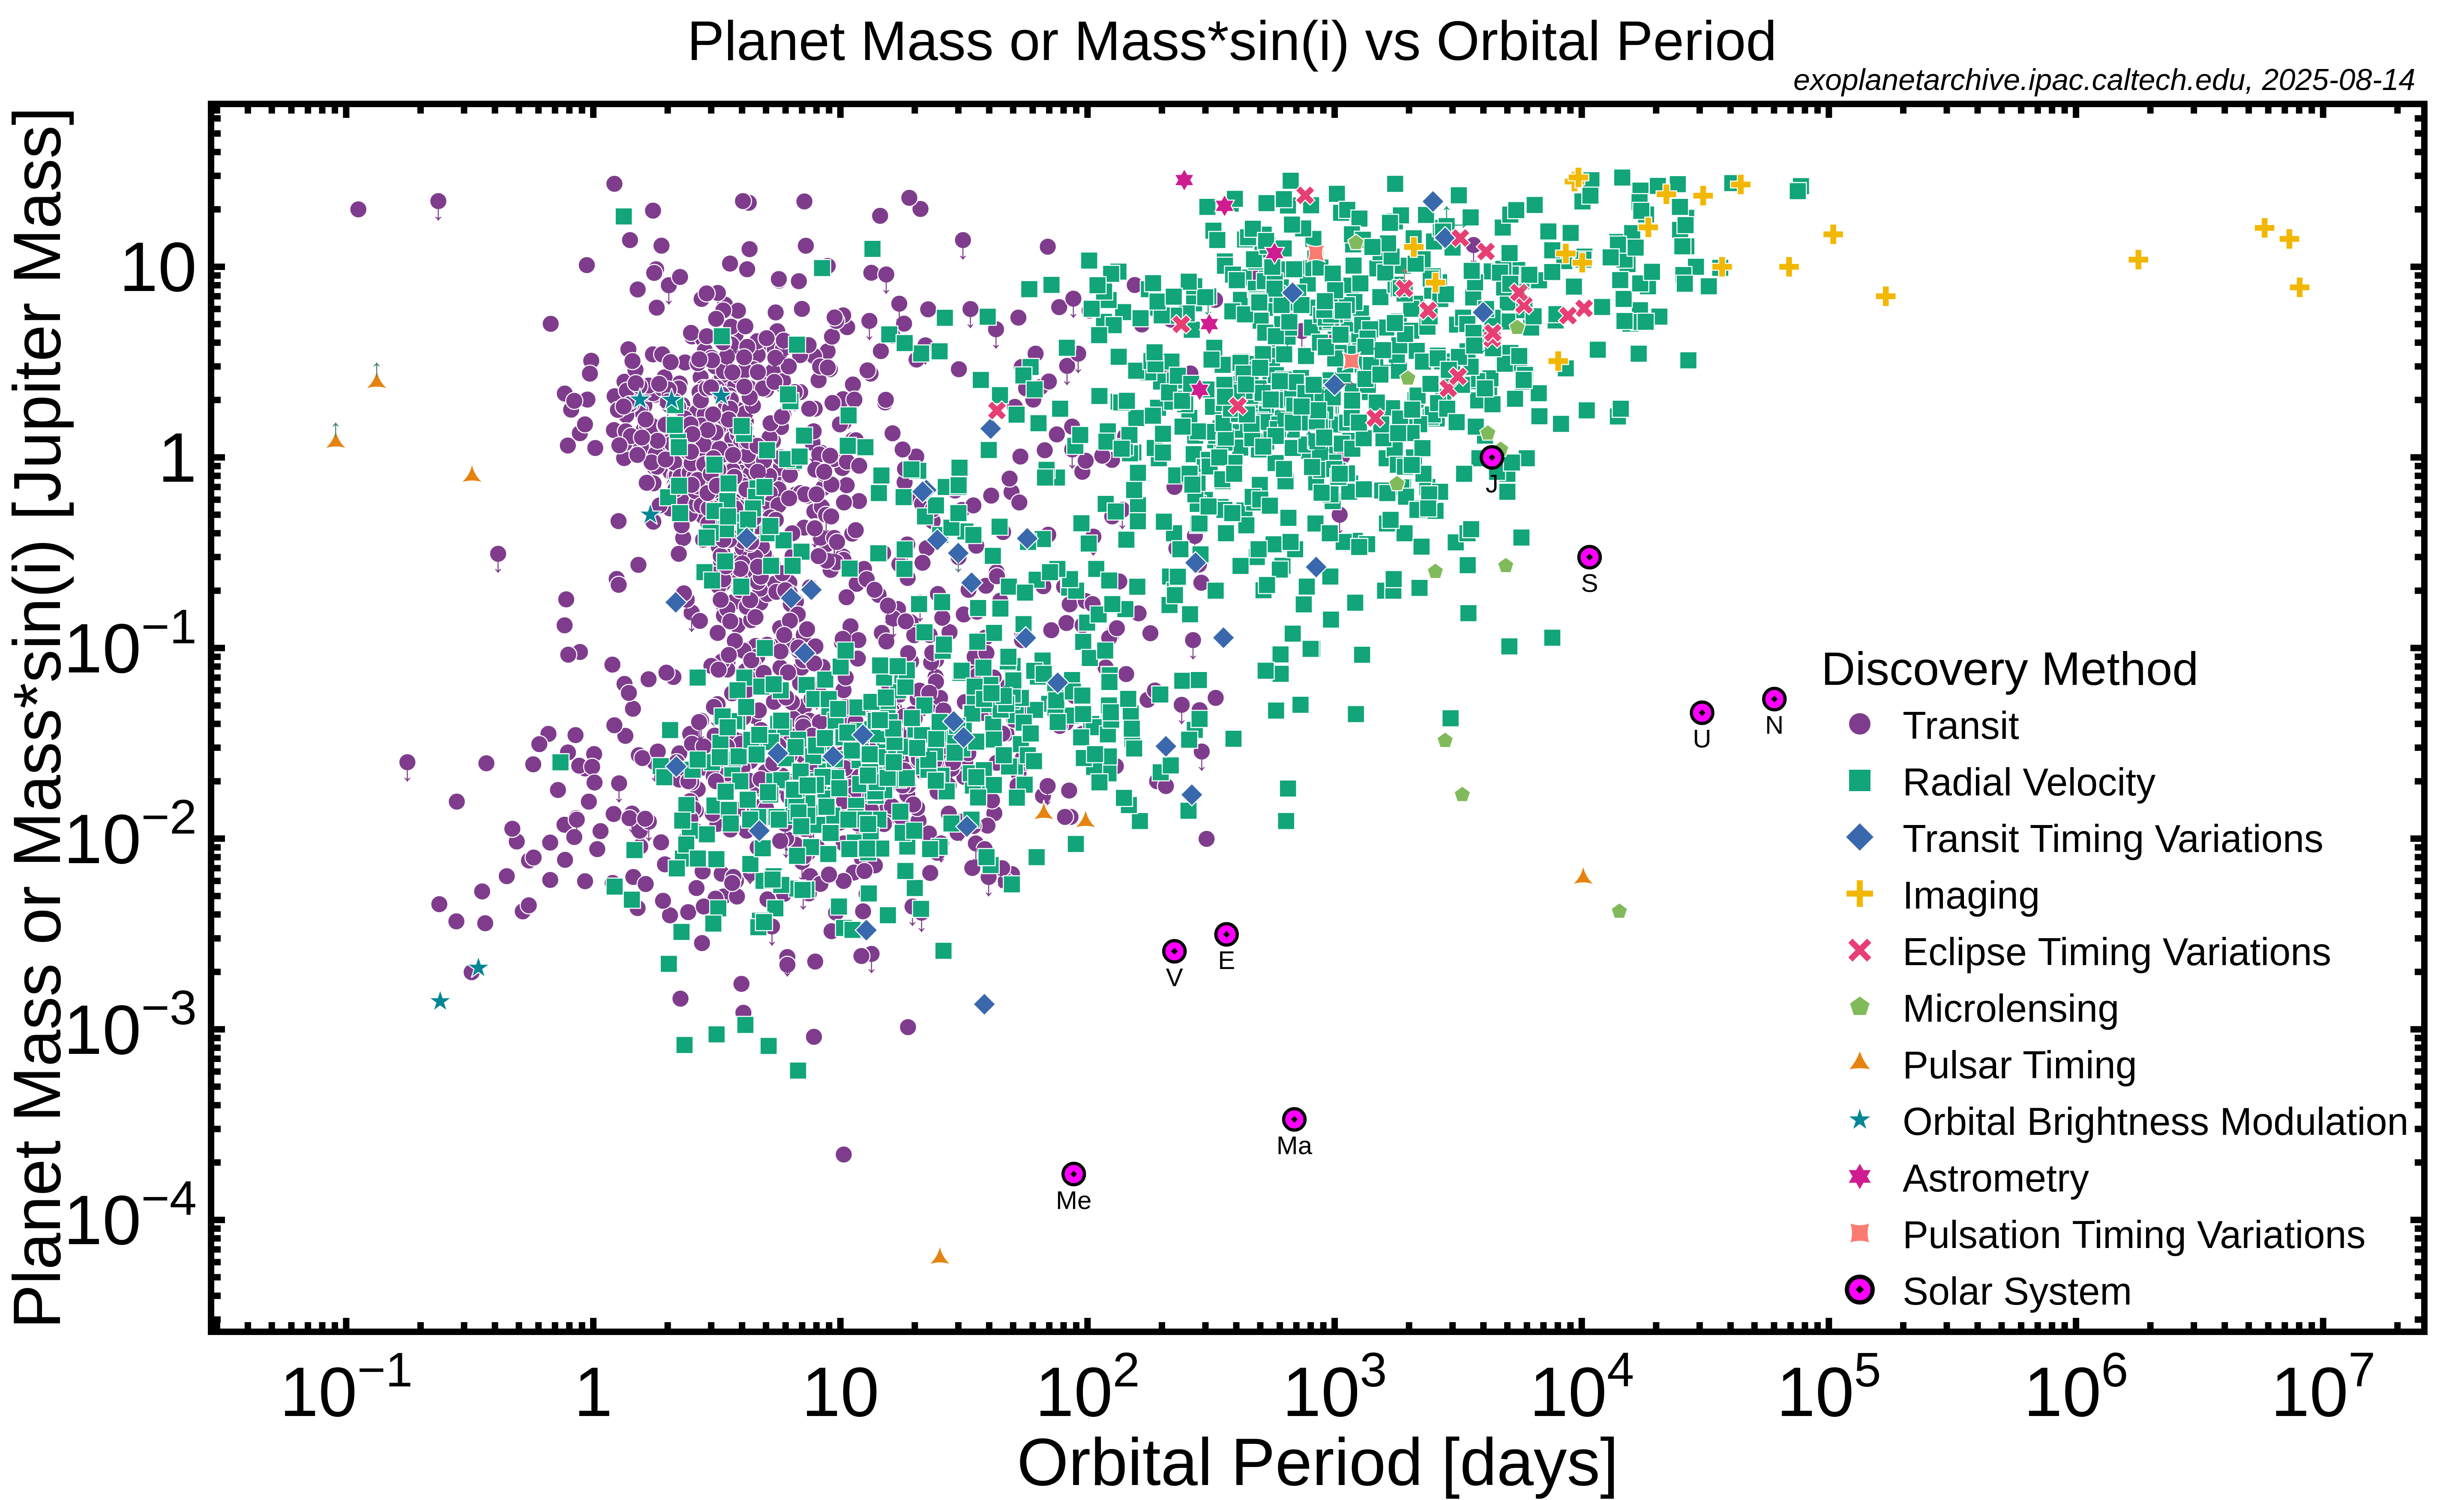 Planet Mass or Mass*sin(i) vs Orbital Period
exoplanetarchive.ipac.caltech.edu, 2025-08-14
Planet Mass or Mass*sin(i) [Jupiter Mass]
10
1
10⁻¹
10⁻²
10⁻³
10⁻⁴
J
S
U
N
V
E
Ma
Me
Discovery Method
Transit
Radial Velocity
Transit Timing Variations
Imaging
Eclipse Timing Variations
Microlensing
Pulsar Timing
Orbital Brightness Modulation
Astrometry
Pulsation Timing Variations
Solar System
10⁻¹ 1 10 10² 10³ 10⁴ 10⁵ 10⁶ 10⁷
Orbital Period [days]